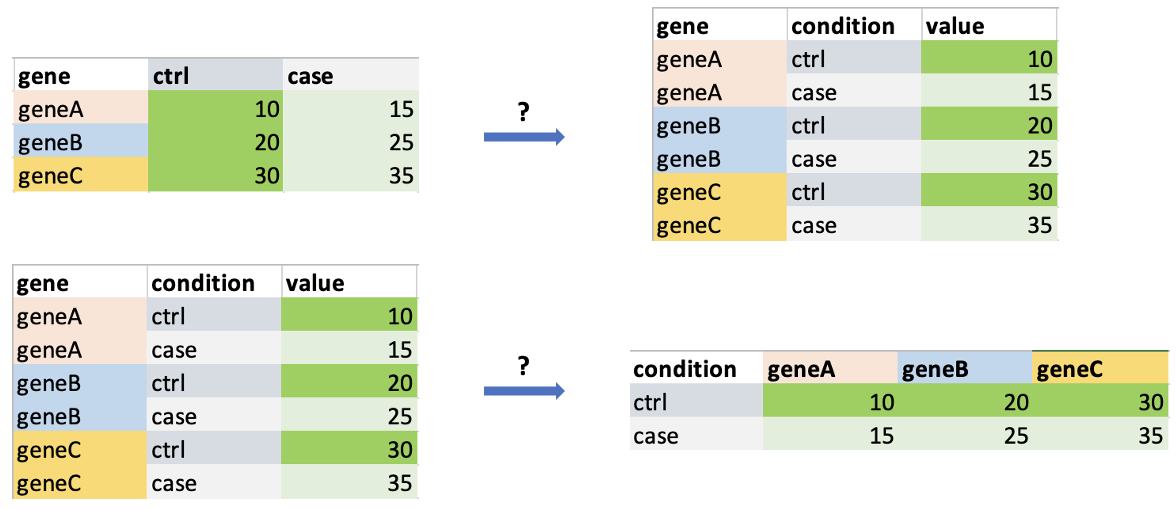 gene ctrl case
geneA 10 15
geneB 20 25
geneC 30 35
?
gene condition value
geneA ctrl 10
geneA case 15
geneB ctrl 20
geneB case 25
geneC ctrl 30
geneC case 35
gene condition value
geneA ctrl 10
geneA case 15
geneB ctrl 20
geneB case 25
geneC ctrl 30
geneC case 35
?
condition geneA geneB geneC
ctrl 10 20 30
case 15 25 35